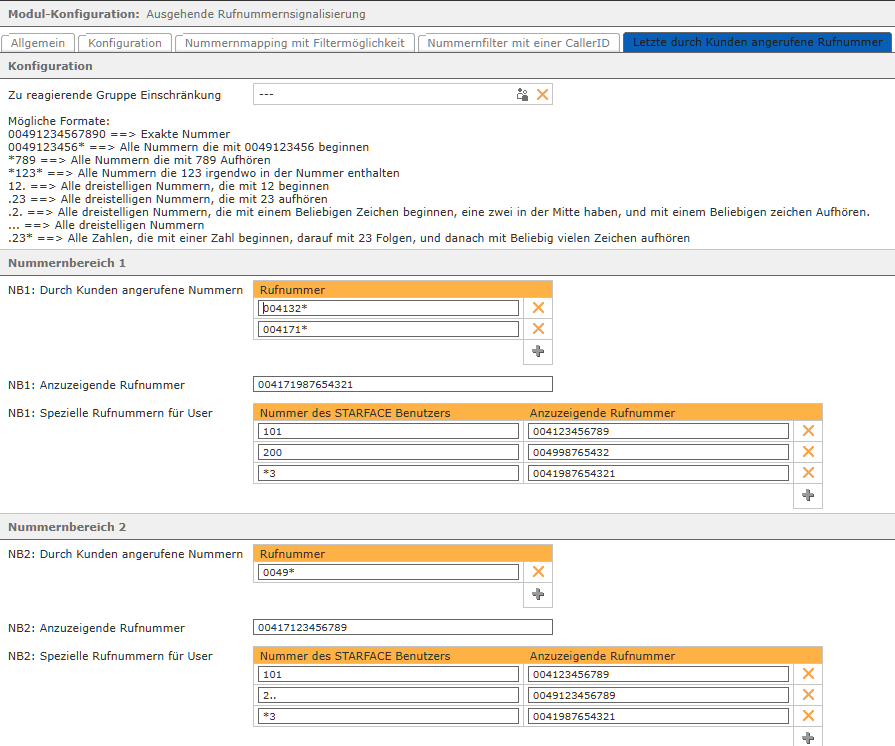 Modul-Konfiguration: Ausgehende Rufnummernsignalisierung
Allgemein Konfiguration Nummernmapping mit Filtermöglichkeit Nummernfilter mit einer CallerID Letzte durch Kunden angerufene Rufnummer
Konfiguration
Zu reagierende Gruppe Einschränkung ---
Mögliche Formate:
00491234567890 ==> Exakte Nummer
0049123456* ==> Alle Nummern die mit 0049123456 beginnen
*789 ==> Alle Nummern die mit 789 Aufhören
*123* ==> Alle Nummern die 123 irgendwo in der Nummer enthalten
12. ==> Alle dreistelligen Nummern, die mit 12 beginnen
.23 ==> Alle dreistelligen Nummern, die mit 23 aufhören
.2. ==> Alle dreistelligen Nummern, die mit einem Beliebigen Zeichen beginnen, eine zwei in der Mitte haben, und mit einem Beliebigen zeichen Aufhören.
... ==> Alle dreistelligen Nummern
.23* ==> Alle Zahlen, die mit einer Zahl beginnen, darauf mit 23 Folgen, und danach mit Beliebig vielen Zeichen aufhören
Nummernbereich 1
NB1: Durch Kunden angerufene Nummern Rufnummer
004132*
004171*
NB1: Anzuzeigende Rufnummer 004171987654321
NB1: Spezielle Rufnummern für User Nummer des STARFACE Benutzers Anzuzeigende Rufnummer
101 004123456789
200 004998765432
*3 0041987654321
Nummernbereich 2
NB2: Durch Kunden angerufene Nummern Rufnummer
0049*
NB2: Anzuzeigende Rufnummer 00417123456789
NB2: Spezielle Rufnummern für User Nummer des STARFACE Benutzers Anzuzeigende Rufnummer
101 004123456789
2.. 0049123456789
*3 0041987654321